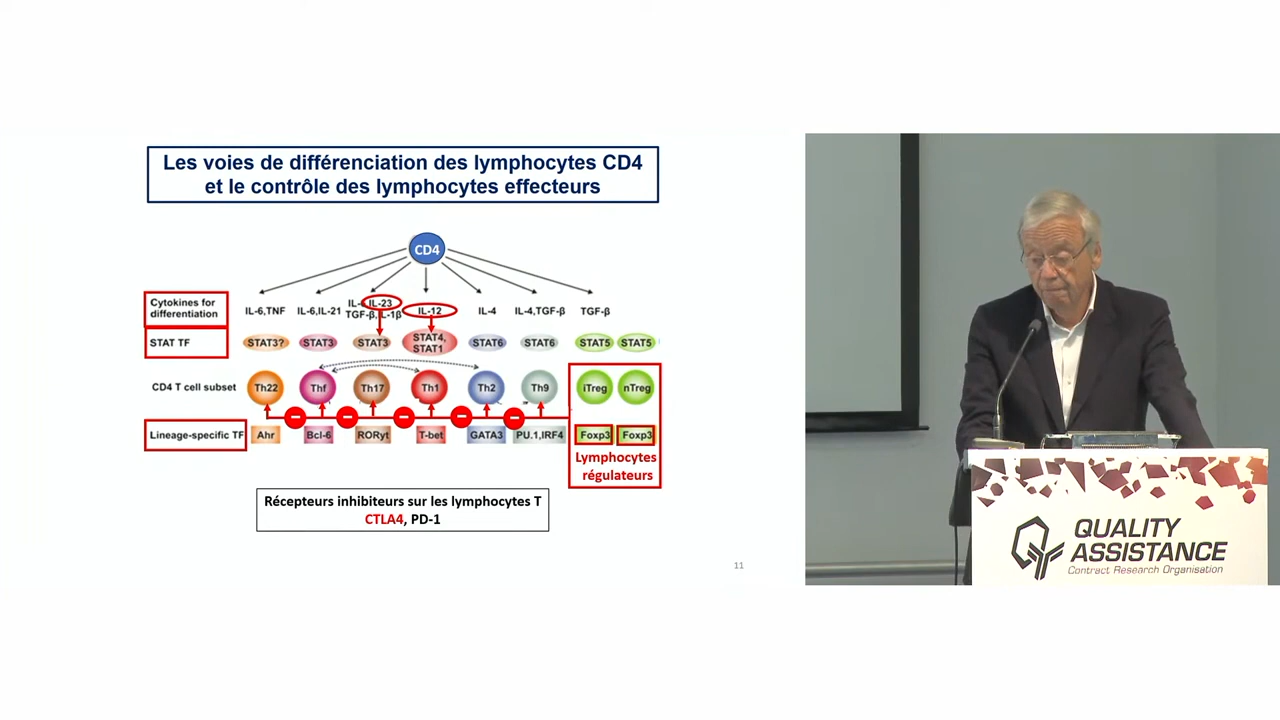 Les voies de différenciation des lymphocytes CD4
et le contrôle des lymphocytes effecteurs
CD4
Cytokines for
differentiation
IL-6,TNF
IL-6,IL-21
IL-6,IL-23
TGF-β,IL-1β
IL-12
IL-4
IL-4,TGF-β
TGF-β
STAT TF
STAT3?
STAT3
STAT3
STAT4,
STAT1
STAT6
STAT6
STAT5
STAT5
CD4 T cell subset
Th22
Thf
Th17
Th1
Th2
Th9
iTreg
nTreg
Lineage-specific TF
Ahr
Bcl-6
RORγt
T-bet
GATA3
PU.1,IRF4
Foxp3
Foxp3
Lymphocytes
régulateurs
Récepteurs inhibiteurs sur les lymphocytes T
CTLA4, PD-1
11
QUALITY
ASSISTANCE
Contract Research Organisation